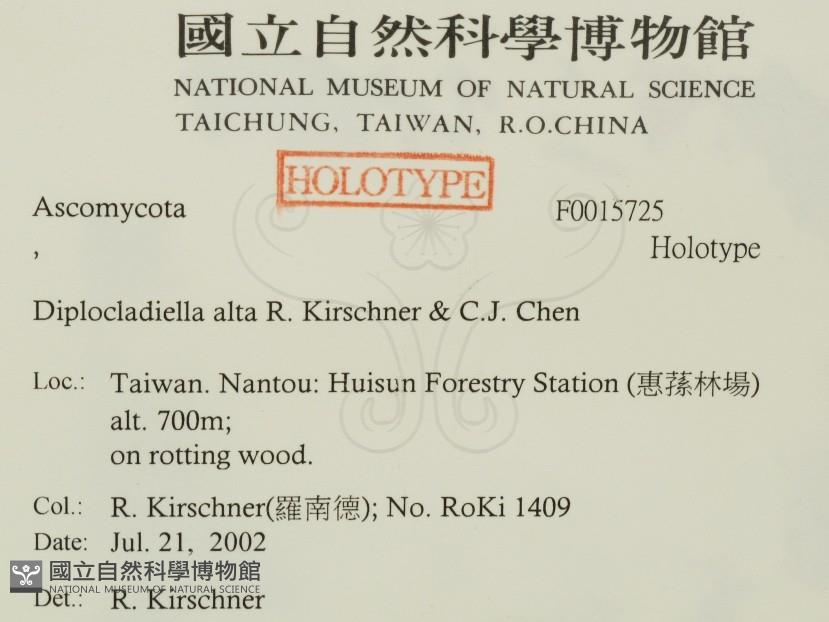 國立自然科學博物館
NATIONAL MUSEUM OF NATURAL SCIENCE
TAICHUNG, TAIWAN, R.O.CHINA
HOLOTYPE
Ascomycota F0015725
, Holotype
Diplocladiella alta R. Kirschner & C.J. Chen
Loc.: Taiwan. Nantou: Huisun Forestry Station (惠蓀林場)
alt. 700m;
on rotting wood.
Col.: R. Kirschner(羅南德); No. RoKi 1409
Date: Jul. 21, 2002
國立自然科學博物館
NATIONAL MUSEUM OF NATURAL SCIENCE
Det.: R. Kirschner